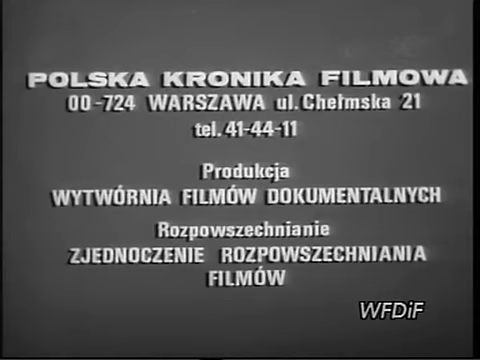 POLSKA KRONIKA FILMOWA
00-724 WARSZAWA ul. Chełmska 21
tel. 41-44-11
Produkcja
WYTWÓRNIA FILMÓW DOKUMENTALNYCH
Rozpowszechnianie
ZJEDNOCZENIE ROZPOWSZECHNIANIA
FILMÓW
WFDiF